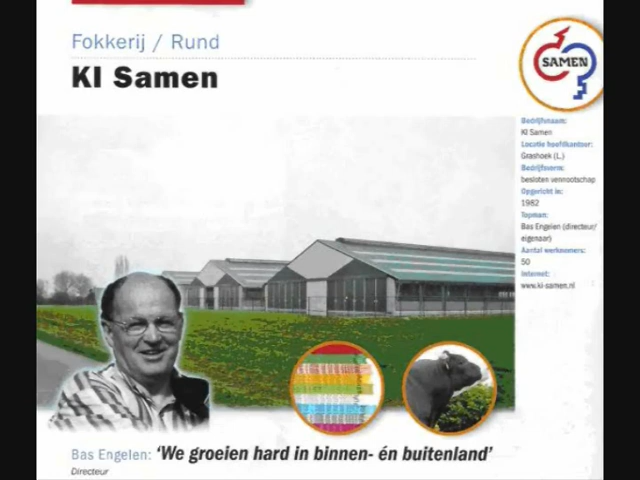 Fokkerij / Rund
KI Samen
SAMEN
Bedrijfsnaam:
KI Samen
Locatie hoofdkantoor:
Grashoek (L.)
Bedrijfsvorm:
besloten vennootschap
Opgericht in:
1982
Topman:
Bas Engelen (directeur/
eigenaar)
Aantal werknemers:
50
Internet:
www.ki-samen.nl
Bas Engelen: ‘We groeien hard in binnen- én buitenland’
Directeur